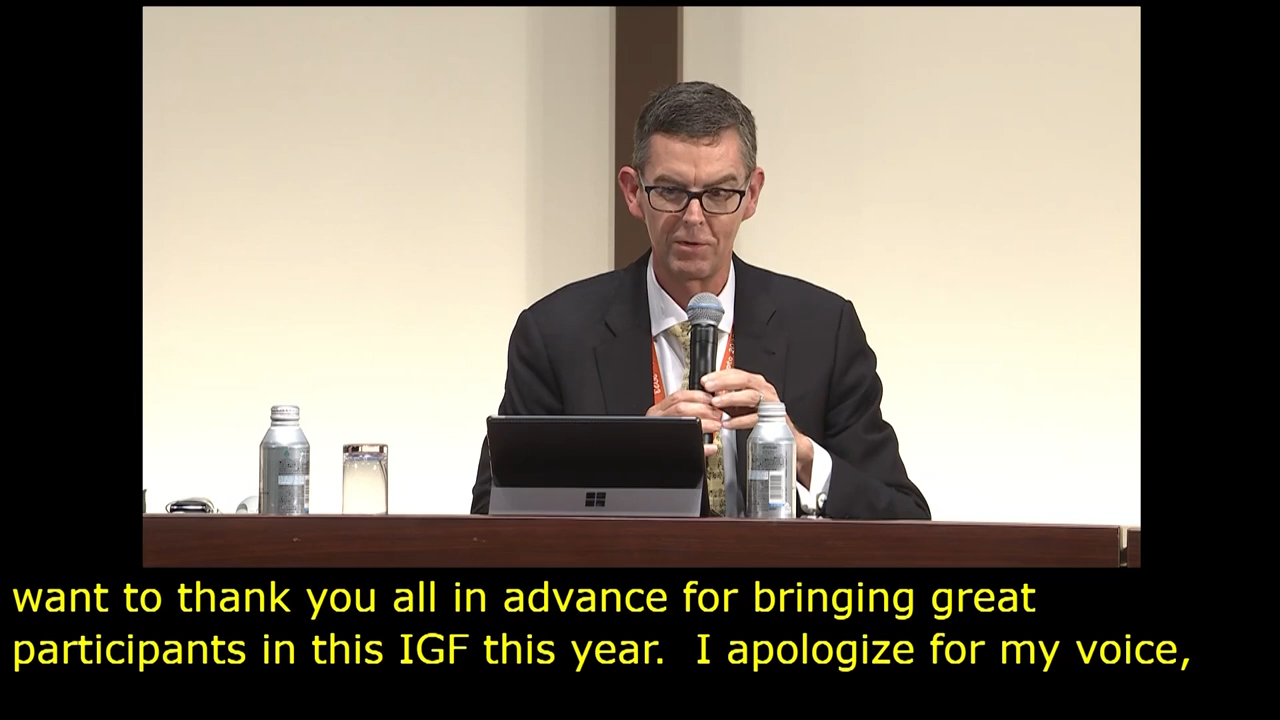 want to thank you all in advance for bringing great
participants in this IGF this year.  I apologize for my voice,